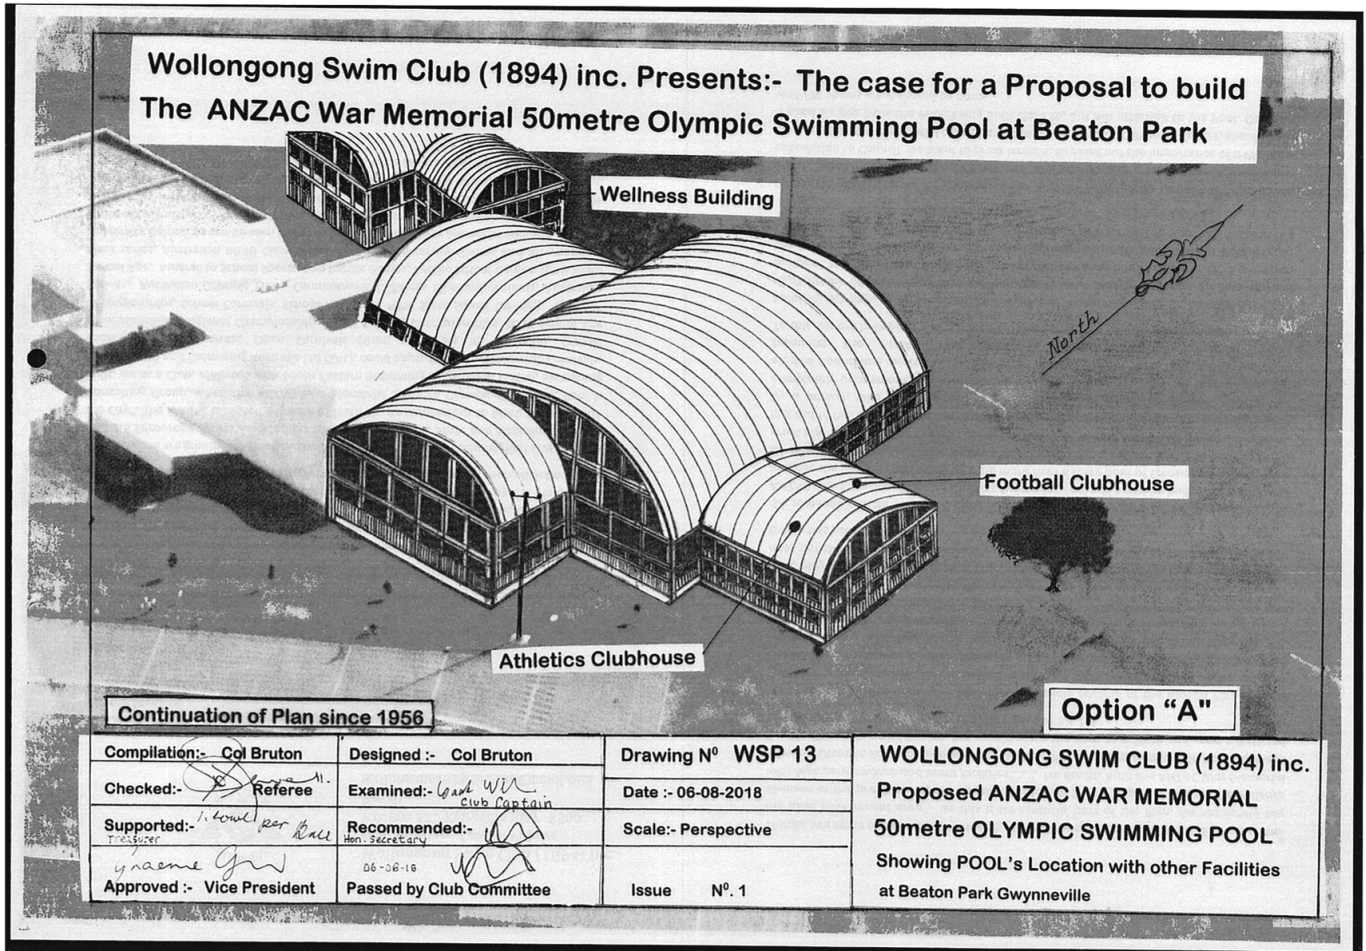 Wollongong Swim Club (1894) inc. Presents:- The case for a Proposal to build
The ANZAC War Memorial 50metre Olympic Swimming Pool at Beaton Park
Wellness Building
North
Football Clubhouse
Athletics Clubhouse
Continuation of Plan since 1956
Option “A"
Compilation:- Col Bruton
Checked:-
Referee
Supported:-
Treasurer
per
Graeme
Approved :- Vice President
Designed :- Col Bruton
Examined:-
Club Captain
Recommended:-
Hon. Secretary
06-08-18
Passed by Club Committee
Drawing Nº WSP 13
Date :- 06-08-2018
Scale:- Perspective
Issue Nº. 1
WOLLONGONG SWIM CLUB (1894) inc.
Proposed ANZAC WAR MEMORIAL
50metre OLYMPIC SWIMMING POOL
Showing POOL's Location with other Facilities
at Beaton Park Gwynneville